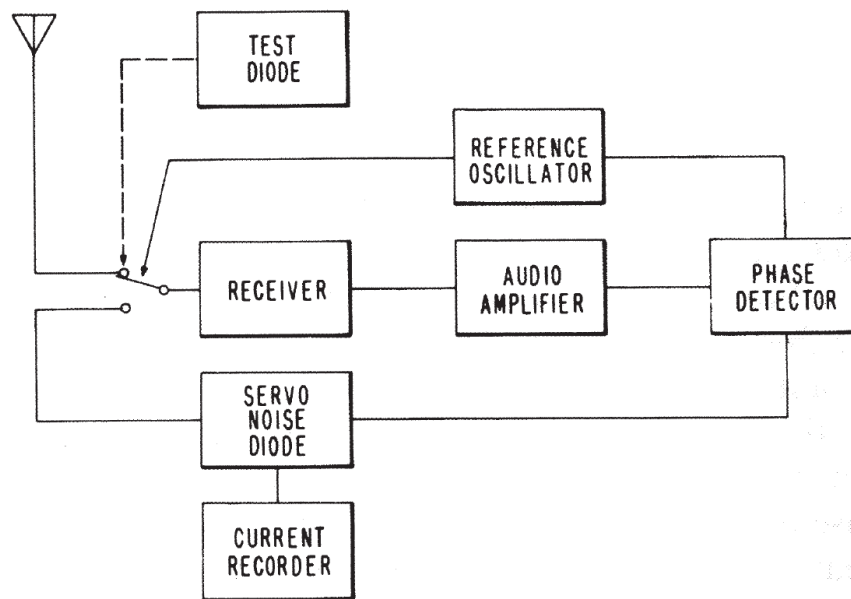 TEST
DIODE
REFERENCE
OSCILLATOR
RECEIVER
AUDIO
AMPLIFIER
PHASE
DETECTOR
SERVO
NOISE
DIODE
CURRENT
RECORDER